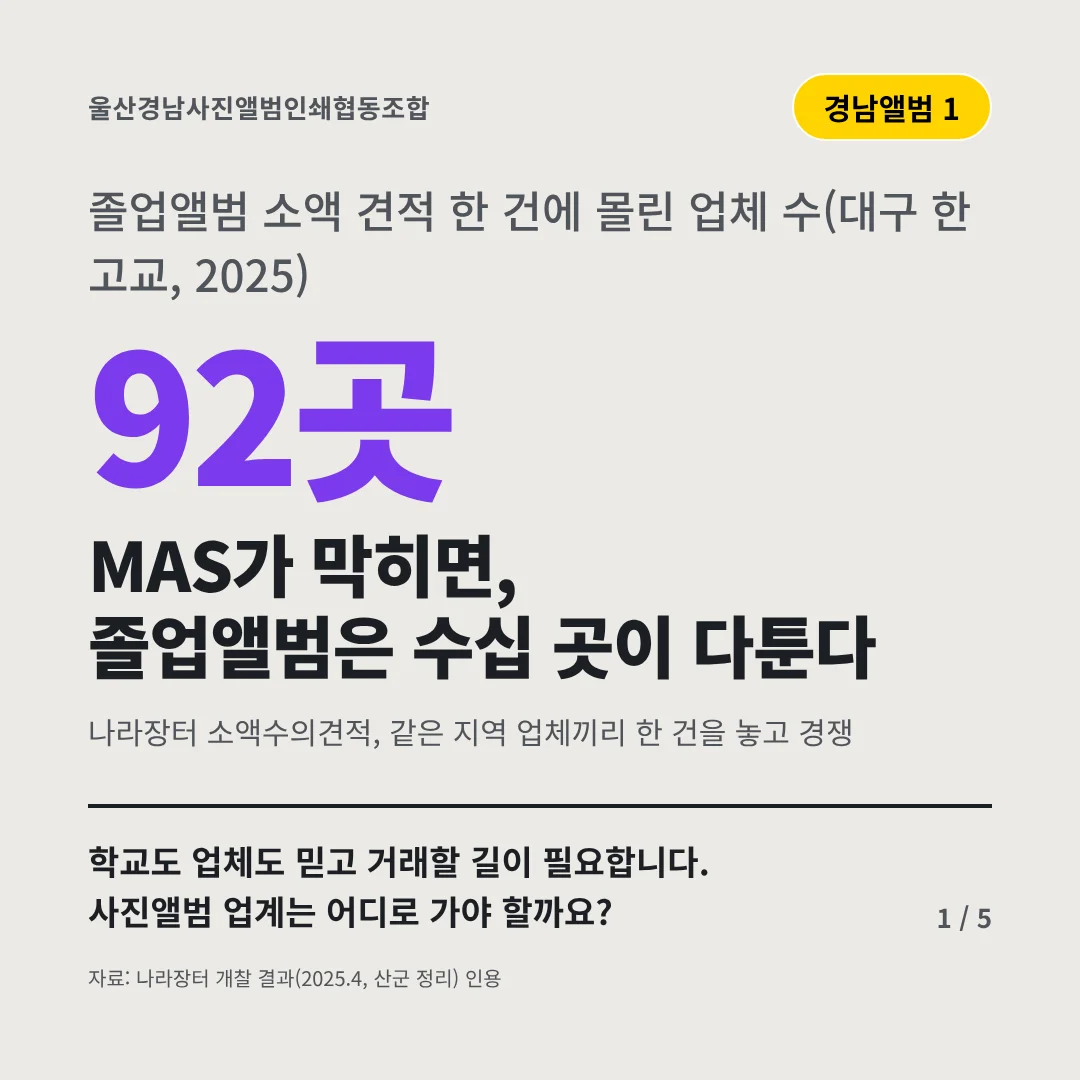 울산경남사진앨범인쇄협동조합
경남앨범 1
졸업앨범 소액 견적 한 건에 몰린 업체 수(대구 한
고교, 2025)
92곳
MAS가 막히면,
졸업앨범은 수십 곳이 다툰다
나라장터 소액수의견적, 같은 지역 업체끼리 한 건을 놓고 경쟁
학교도 업체도 믿고 거래할 길이 필요합니다.
사진앨범 업계는 어디로 가야 할까요?
1 / 5
자료: 나라장터 개찰 결과(2025.4, 산군 정리) 인용